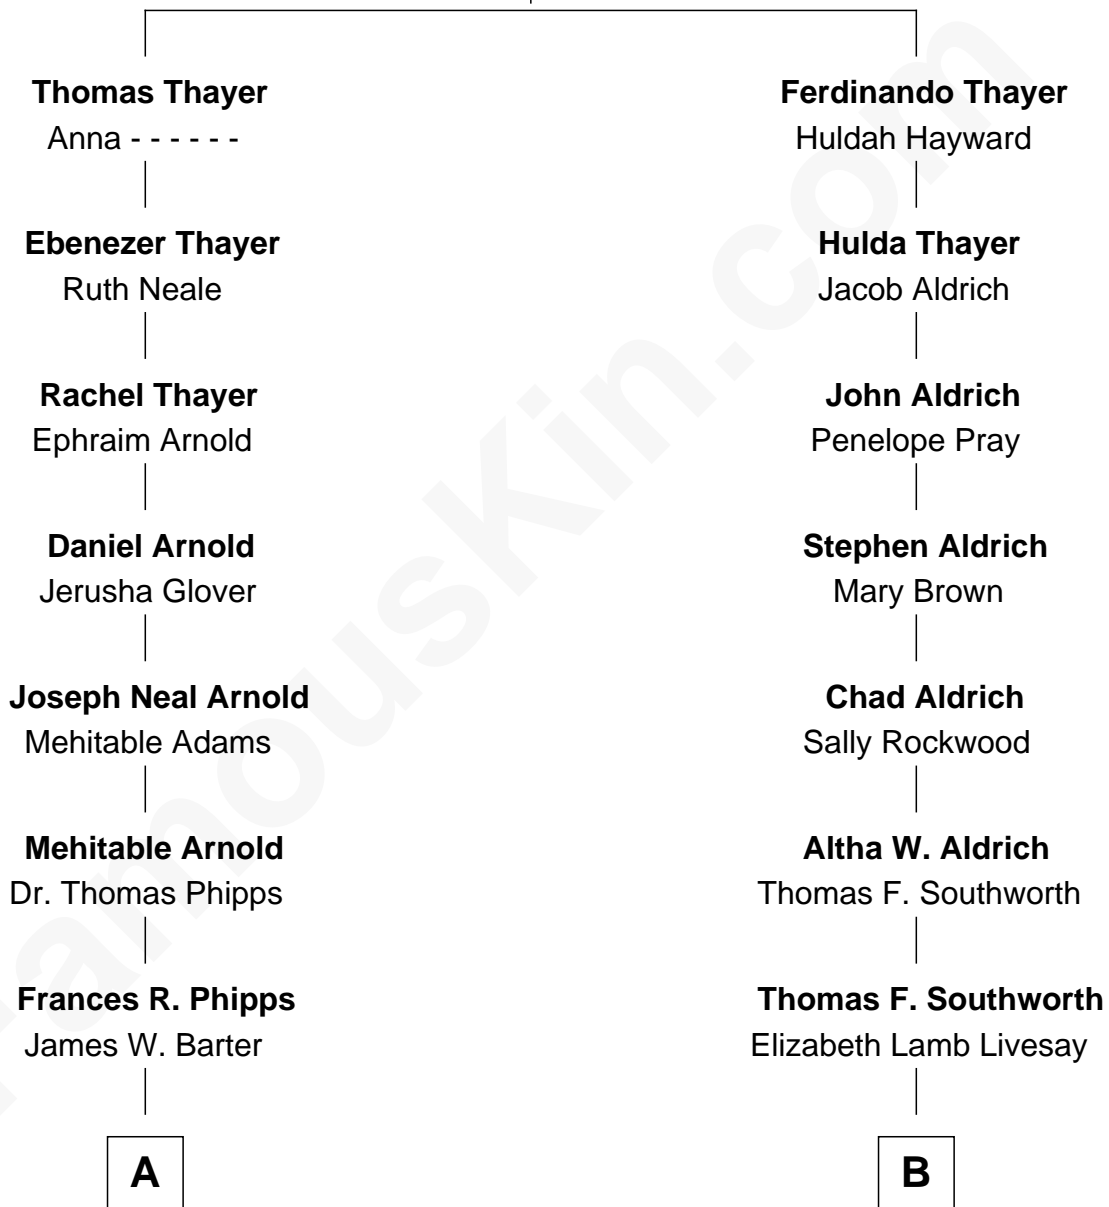 Thomas Thayer
Anna - - - - - -
Ebenezer Thayer
Ruth Neale
Rachel Thayer
Ephraim Arnold
Daniel Arnold
Jerusha Glover
Joseph Neal Arnold
Mehitable Adams
Mehitable Arnold
Dr. Thomas Phipps
Frances R. Phipps
James W. Barter
A
Ferdinando Thayer
Huldah Hayward
Hulda Thayer
Jacob Aldrich
John Aldrich
Penelope Pray
Stephen Aldrich
Mary Brown
Chad Aldrich
Sally Rockwood
Altha W. Aldrich
Thomas F. Southworth
Thomas F. Southworth
Elizabeth Lamb Livesay
B
FamousKin.com